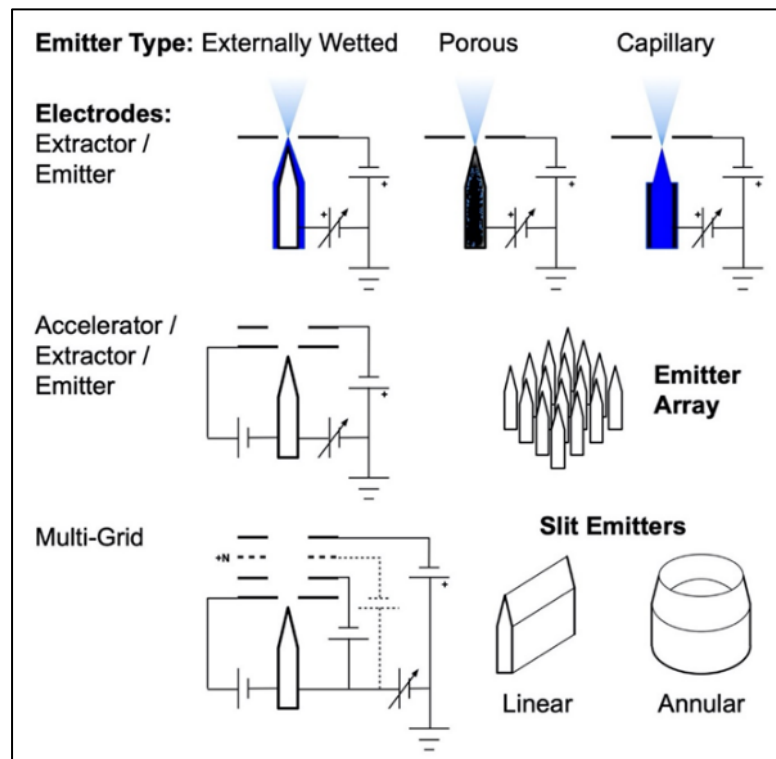 Emitter Type: Externally Wetted Porous Capillary
Electrodes:
Extractor /
Emitter
+
+
+
+
+
+
Accelerator /
Extractor /
Emitter
+
Emitter
Array
Multi-Grid
+N
+
Slit Emitters
Linear Annular